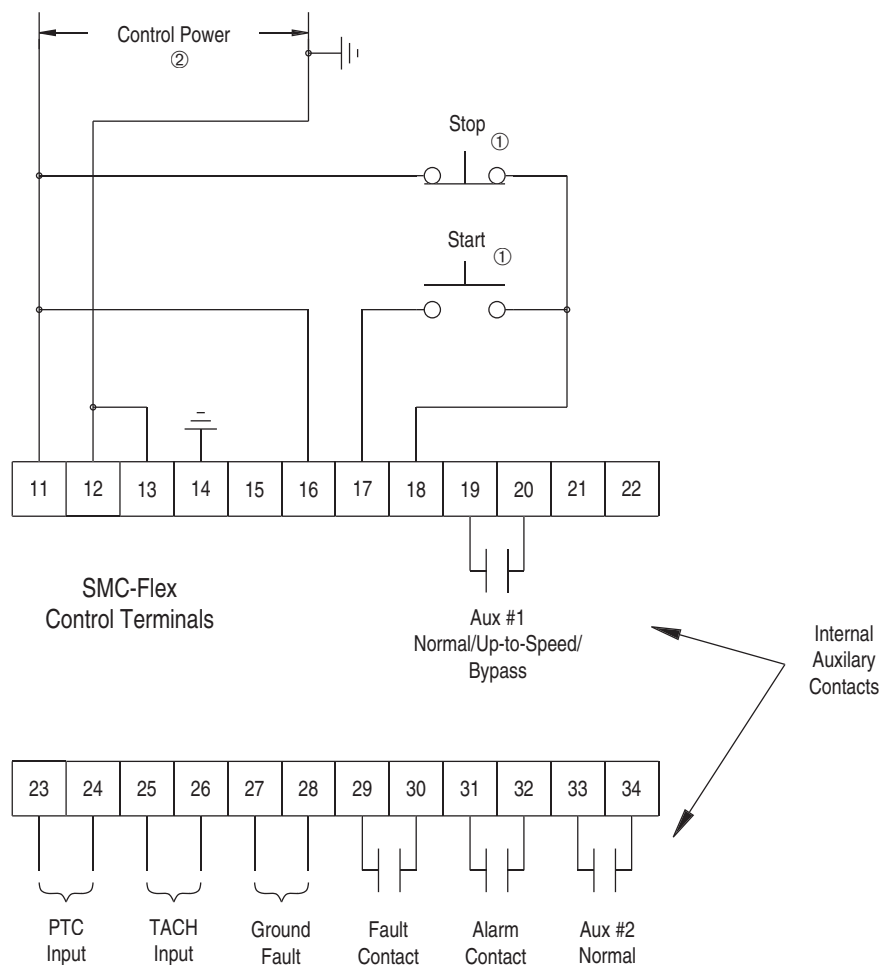 Control Power
②
Stop
①
Start
①
11 12 13 14 15 16 17 18 19 20 21 22
SMC-Flex
Control Terminals
Aux #1
Normal/Up-to-Speed/
Bypass
Internal
Auxilary
Contacts
23 24 25 26 27 28 29 30 31 32 33 34
PTC
Input
TACH
Input
Ground
Fault
Fault
Contact
Alarm
Contact
Aux #2
Normal